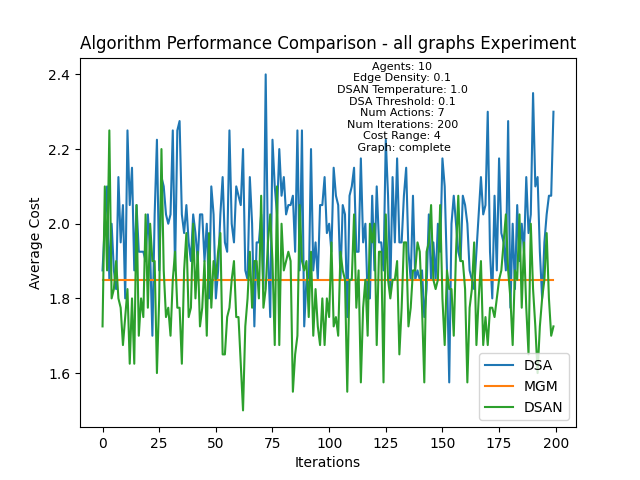 Algorithm Performance Comparison - all graphs Experiment
Agents: 10
Edge Density: 0.1
DSAN Temperature: 1.0
DSA Threshold: 0.1
Num Actions: 7
Num Iterations: 200
Cost Range: 4
Graph: complete
Average Cost
2.4
2.2
2.0
1.8
1.6
DSA
MGM
DSAN
0 25 50 75 100 125 150 175 200
Iterations